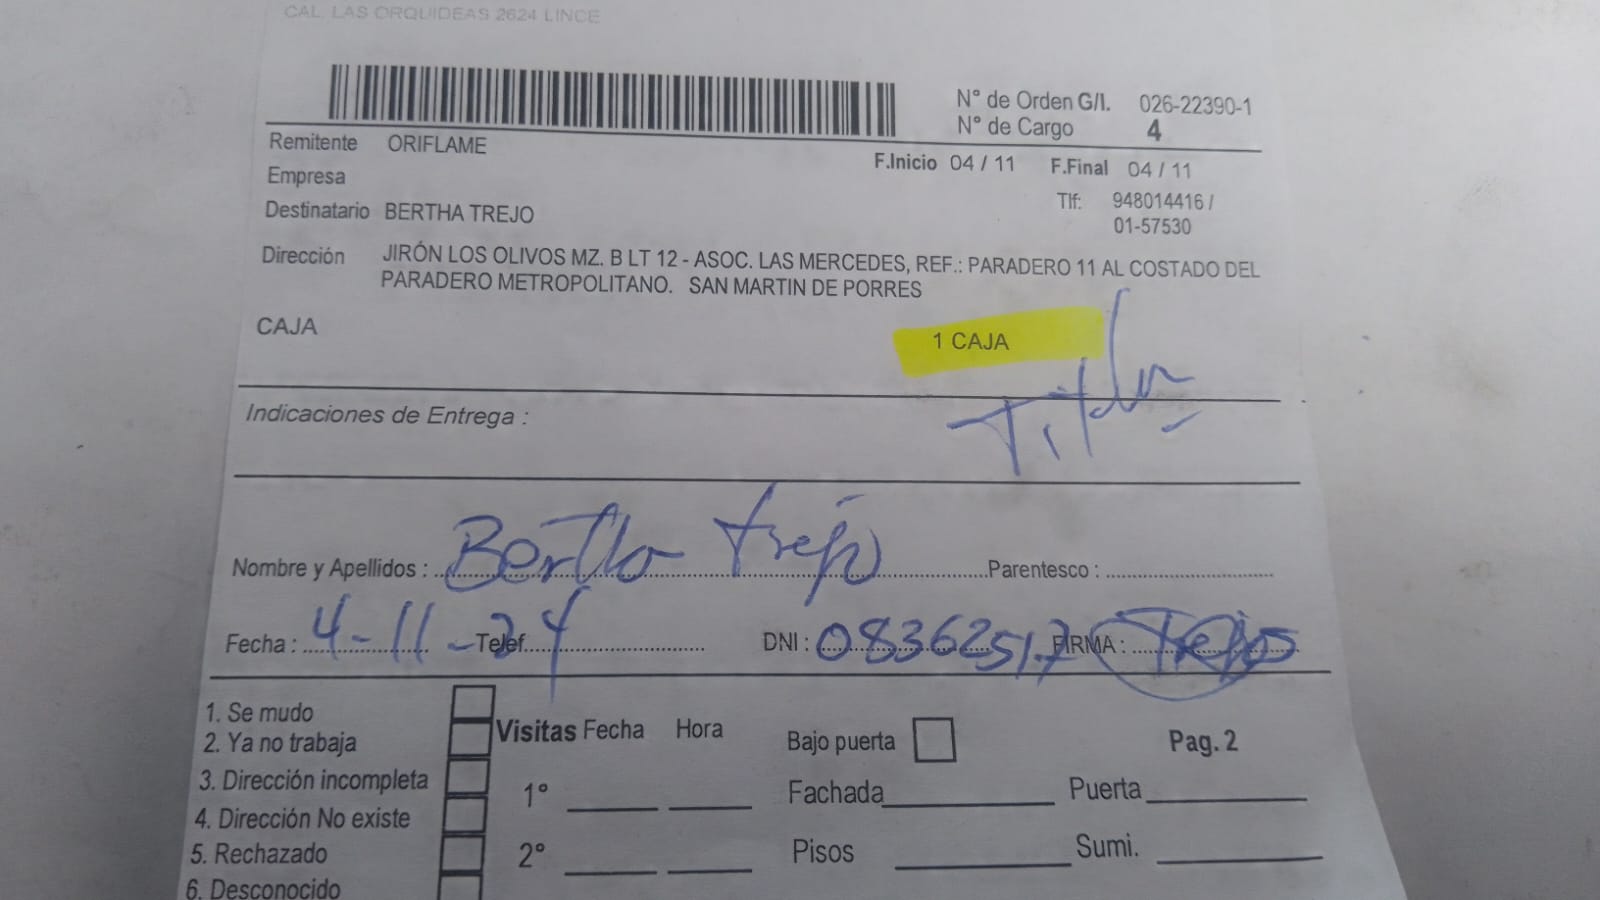 CAL. LAS ORQUIDEAS 2624 LINCE
N° de Orden G/I. 026-22390-1
N° de Cargo 4
Remitente ORIFLAME
F.Inicio 04 / 11 F.Final 04 / 11
Empresa
Tlf: 948014416 /
01-57530
Destinatario BERTHA TREJO
Dirección JIRÓN LOS OLIVOS MZ. B LT 12 - ASOC. LAS MERCEDES, REF.: PARADERO 11 AL COSTADO DEL
PARADERO METROPOLITANO. SAN MARTIN DE PORRES
CAJA 1 CAJA
Indicaciones de Entrega :
Nombre y Apellidos : Bertha Trejo Parentesco :
Fecha : 4-11-24 Telef. DNI : 08362517 FIRMA : Trejo
1. Se mudo
2. Ya no trabaja
3. Dirección incompleta
4. Dirección No existe
5. Rechazado
6. Desconocido
Visitas Fecha Hora
1°
2°
Bajo puerta Pag. 2
Fachada Puerta
Pisos Sumi.